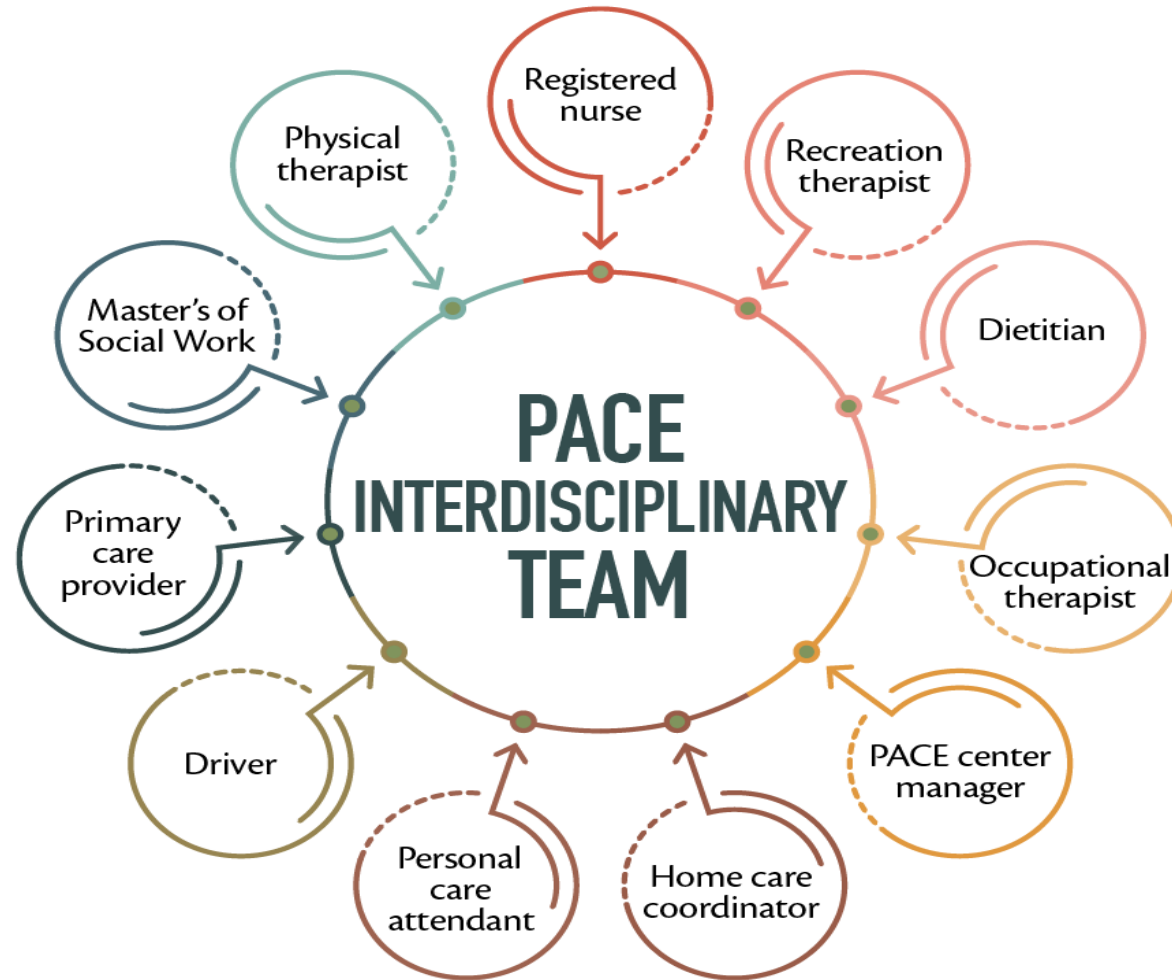 Registered
nurse
Recreation
therapist
Dietitian
Occupational
therapist
PACE center
manager
Home care
coordinator
Personal
care
attendant
Driver
Primary
care
provider
Master’s of
Social Work
Physical
therapist
PACE
INTERDISCIPLINARY
TEAM